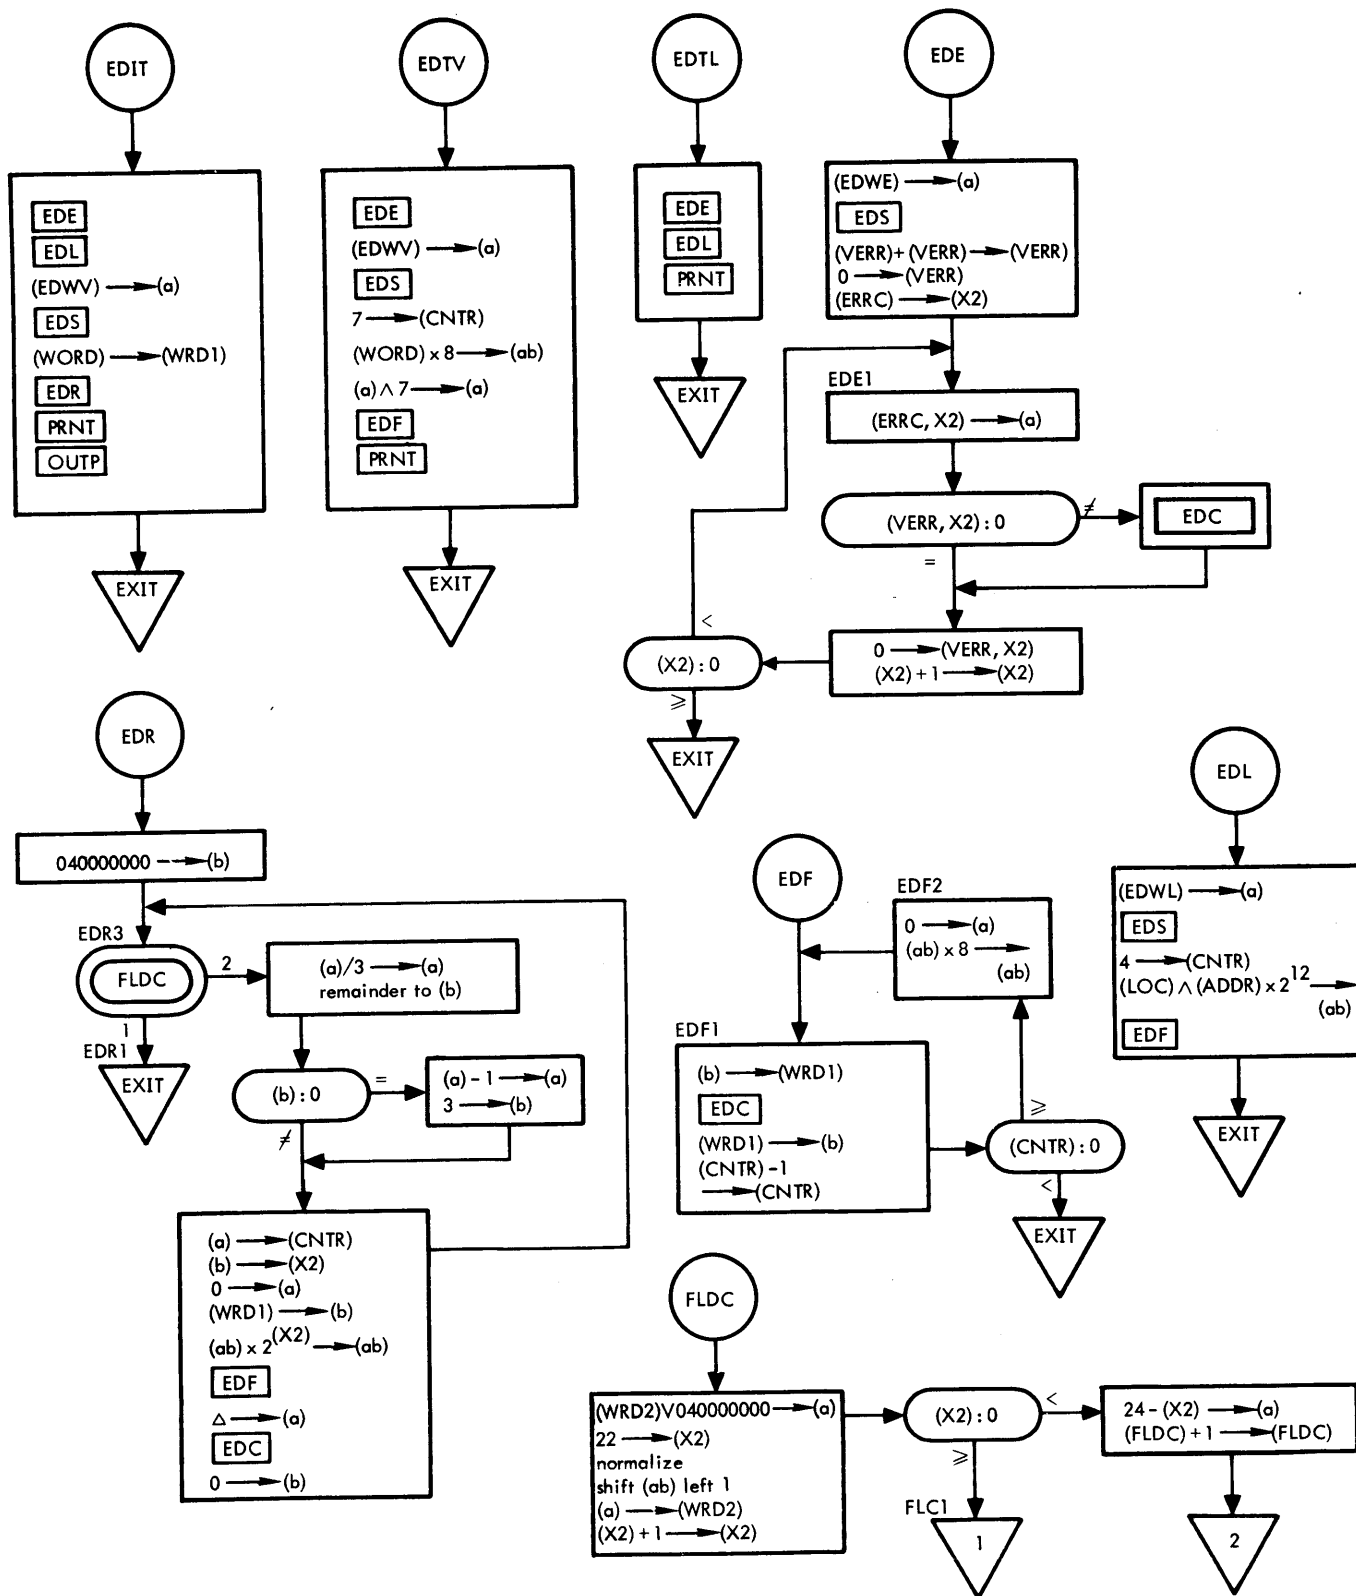 EDIT
EDE
EDL
(EDWV) → (a)
EDS
(WORD) → (WRD1)
EDR
PRNT
OUTP
EXIT
EDTV
EDE
(EDWV) → (a)
EDS
7 → (CNTR)
(WORD) x 8 → (ab)
(a) ∧ 7 → (a)
EDF
PRNT
EXIT
EDTL
EDE
EDL
PRNT
EXIT
EDE
(EDWE) → (a)
EDS
(VERR) + (VERR) → (VERR)
0 → (VERR)
(ERRC) → (X2)
EDE1
(ERRC, X2) → (a)
(VERR, X2) : 0
≠
EDC
=
0 → (VERR, X2)
(X2) + 1 → (X2)
<
(X2) : 0
≥
EXIT
EDR
040000000 → (b)
EDR3
FLDC
2
(a)/3 → (a)
remainder to (b)
1
EDR1
EXIT
(b) : 0
=
(a) - 1 → (a)
3 → (b)
≠
(a) → (CNTR)
(b) → (X2)
0 → (a)
(WRD1) → (b)
(ab) x 2^(X2) → (ab)
EDF
△ → (a)
EDC
0 → (b)
EDF
EDF2
0 → (a)
(ab) x 8 →
(ab)
EDF1
(b) → (WRD1)
EDC
(WRD1) → (b)
(CNTR) - 1
→ (CNTR)
≥
(CNTR) : 0
<
EXIT
EDL
(EDWL) → (a)
EDS
4 → (CNTR)
(LOC) ∧ (ADDR) x 2^12 →
(ab)
EDF
EXIT
FLDC
(WRD2)V040000000 → (a)
22 → (X2)
normalize
shift (ab) left 1
(a) → (WRD2)
(X2) + 1 → (X2)
(X2) : 0
<
24 - (X2) → (a)
(FLDC) + 1 → (FLDC)
≥
FLC1
1
2